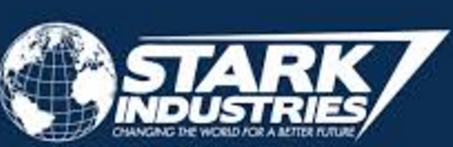 STARK
INDUSTRIES
CHANGING THE WORLD FOR A BETTER FUTURE